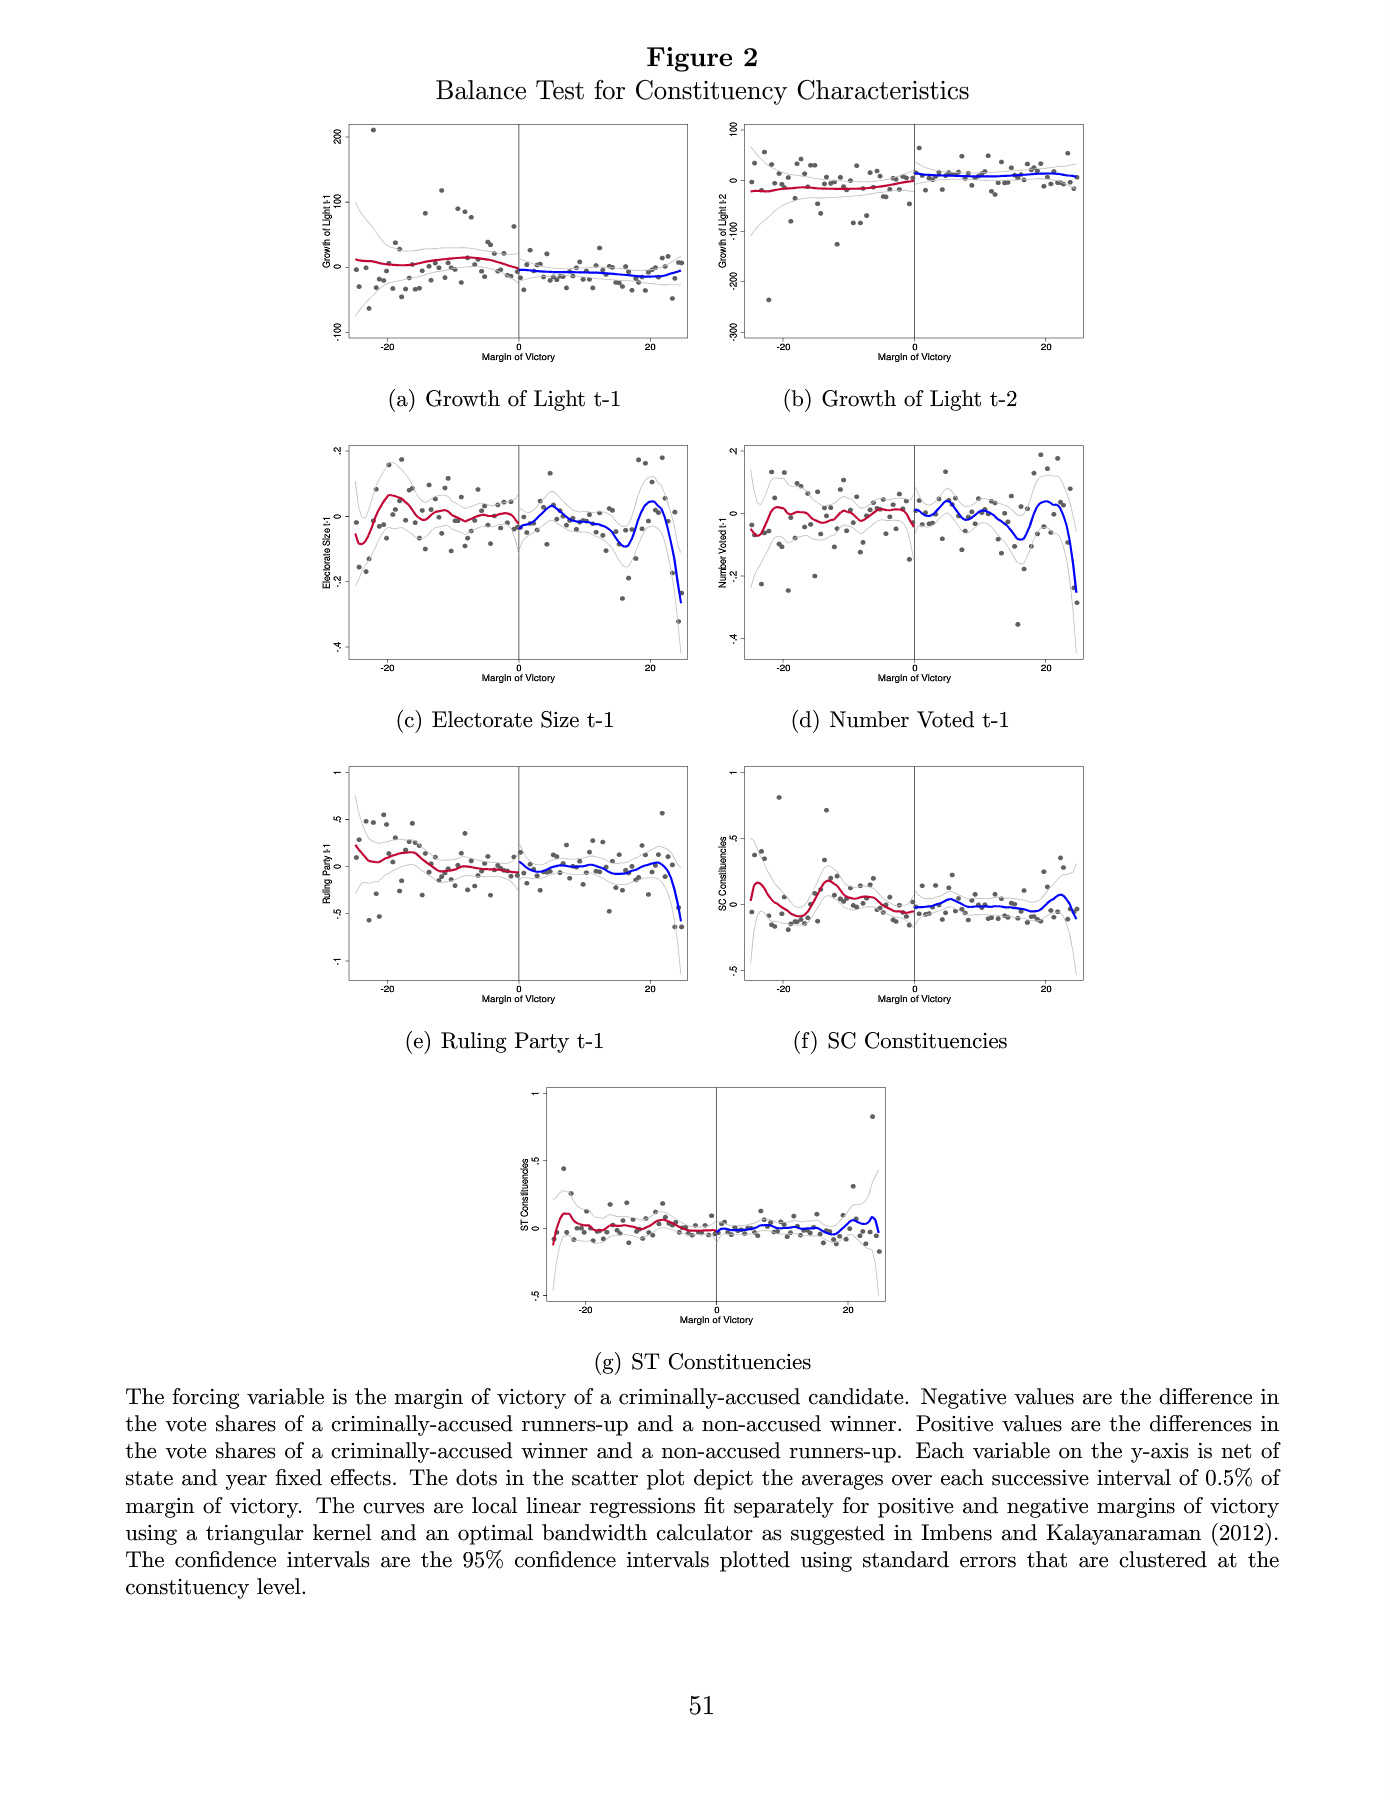 Figure 2
Balance Test for Constituency Characteristics
Growth of Light t-1
-100 0 100 200
-20 0 20
Margin of Victory
Growth of Light t-2
-300 -200 -100 0 100
-20 0 20
Margin of Victory
(a) Growth of Light t-1
(b) Growth of Light t-2
Electorate Size t-1
-.4 -.2 0 .2
-20 0 20
Margin of Victory
Number Voted t-1
-.4 -.2 0 .2
-20 0 20
Margin of Victory
(c) Electorate Size t-1
(d) Number Voted t-1
Ruling Party t-1
-1 -.5 0 .5 1
-20 0 20
Margin of Victory
SC Constituencies
-.5 0 .5 1
-20 0 20
Margin of Victory
(e) Ruling Party t-1
(f) SC Constituencies
ST Constituencies
-.5 0 .5 1
-20 0 20
Margin of Victory
(g) ST Constituencies
The forcing variable is the margin of victory of a criminally-accused candidate. Negative values are the difference in
the vote shares of a criminally-accused runners-up and a non-accused winner. Positive values are the differences in
the vote shares of a criminally-accused winner and a non-accused runners-up. Each variable on the y-axis is net of
state and year fixed effects. The dots in the scatter plot depict the averages over each successive interval of 0.5% of
margin of victory. The curves are local linear regressions fit separately for positive and negative margins of victory
using a triangular kernel and an optimal bandwidth calculator as suggested in Imbens and Kalayanaraman (2012).
The confidence intervals are the 95% confidence intervals plotted using standard errors that are clustered at the
constituency level.
51